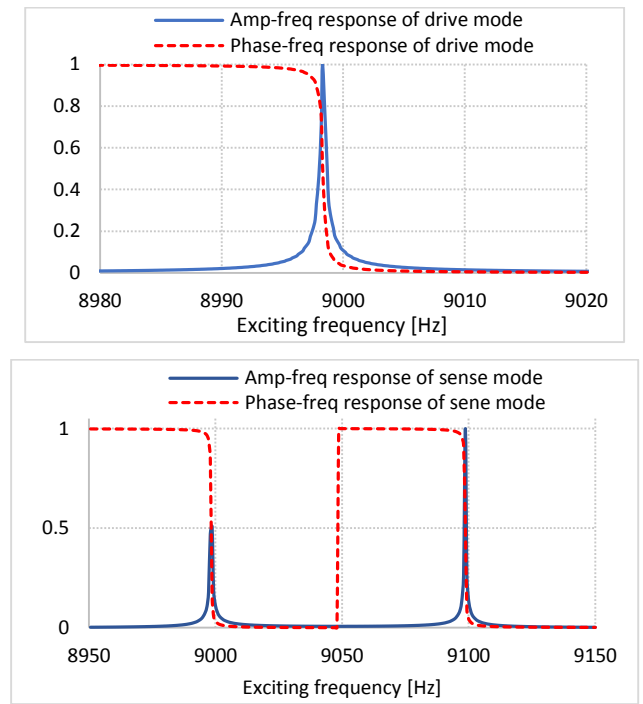 Amp-freq response of drive mode
Phase-freq response of drive mode
1
0.8
0.6
0.4
0.2
0
8980 8990 9000 9010 9020
Exciting frequency [Hz]
Amp-freq response of sense mode
Phase-freq response of sene mode
1
0.5
0
8950 9000 9050 9100 9150
Exciting frequency [Hz]